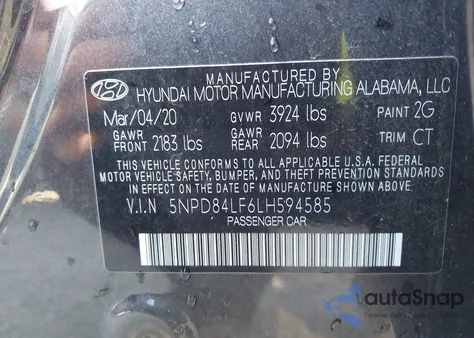 MANUFACTURED BY
HYUNDAI MOTOR MANUFACTURING ALABAMA, LLC
Mar/04/20 GVWR 3924 lbs PAINT 2G
GAWR FRONT 2183 lbs GAWR REAR 2094 lbs TRIM CT
THIS VEHICLE CONFORMS TO ALL APPLICABLE U.S.A. FEDERAL
MOTOR VEHICLE SAFETY, BUMPER, AND THEFT PREVENTION STANDARDS
IN EFFECT ON THE DATE OF MANUFACTURE SHOWN ABOVE.
V.I.N 5NPD84LF6LH594585
PASSENGER CAR
autoSnap